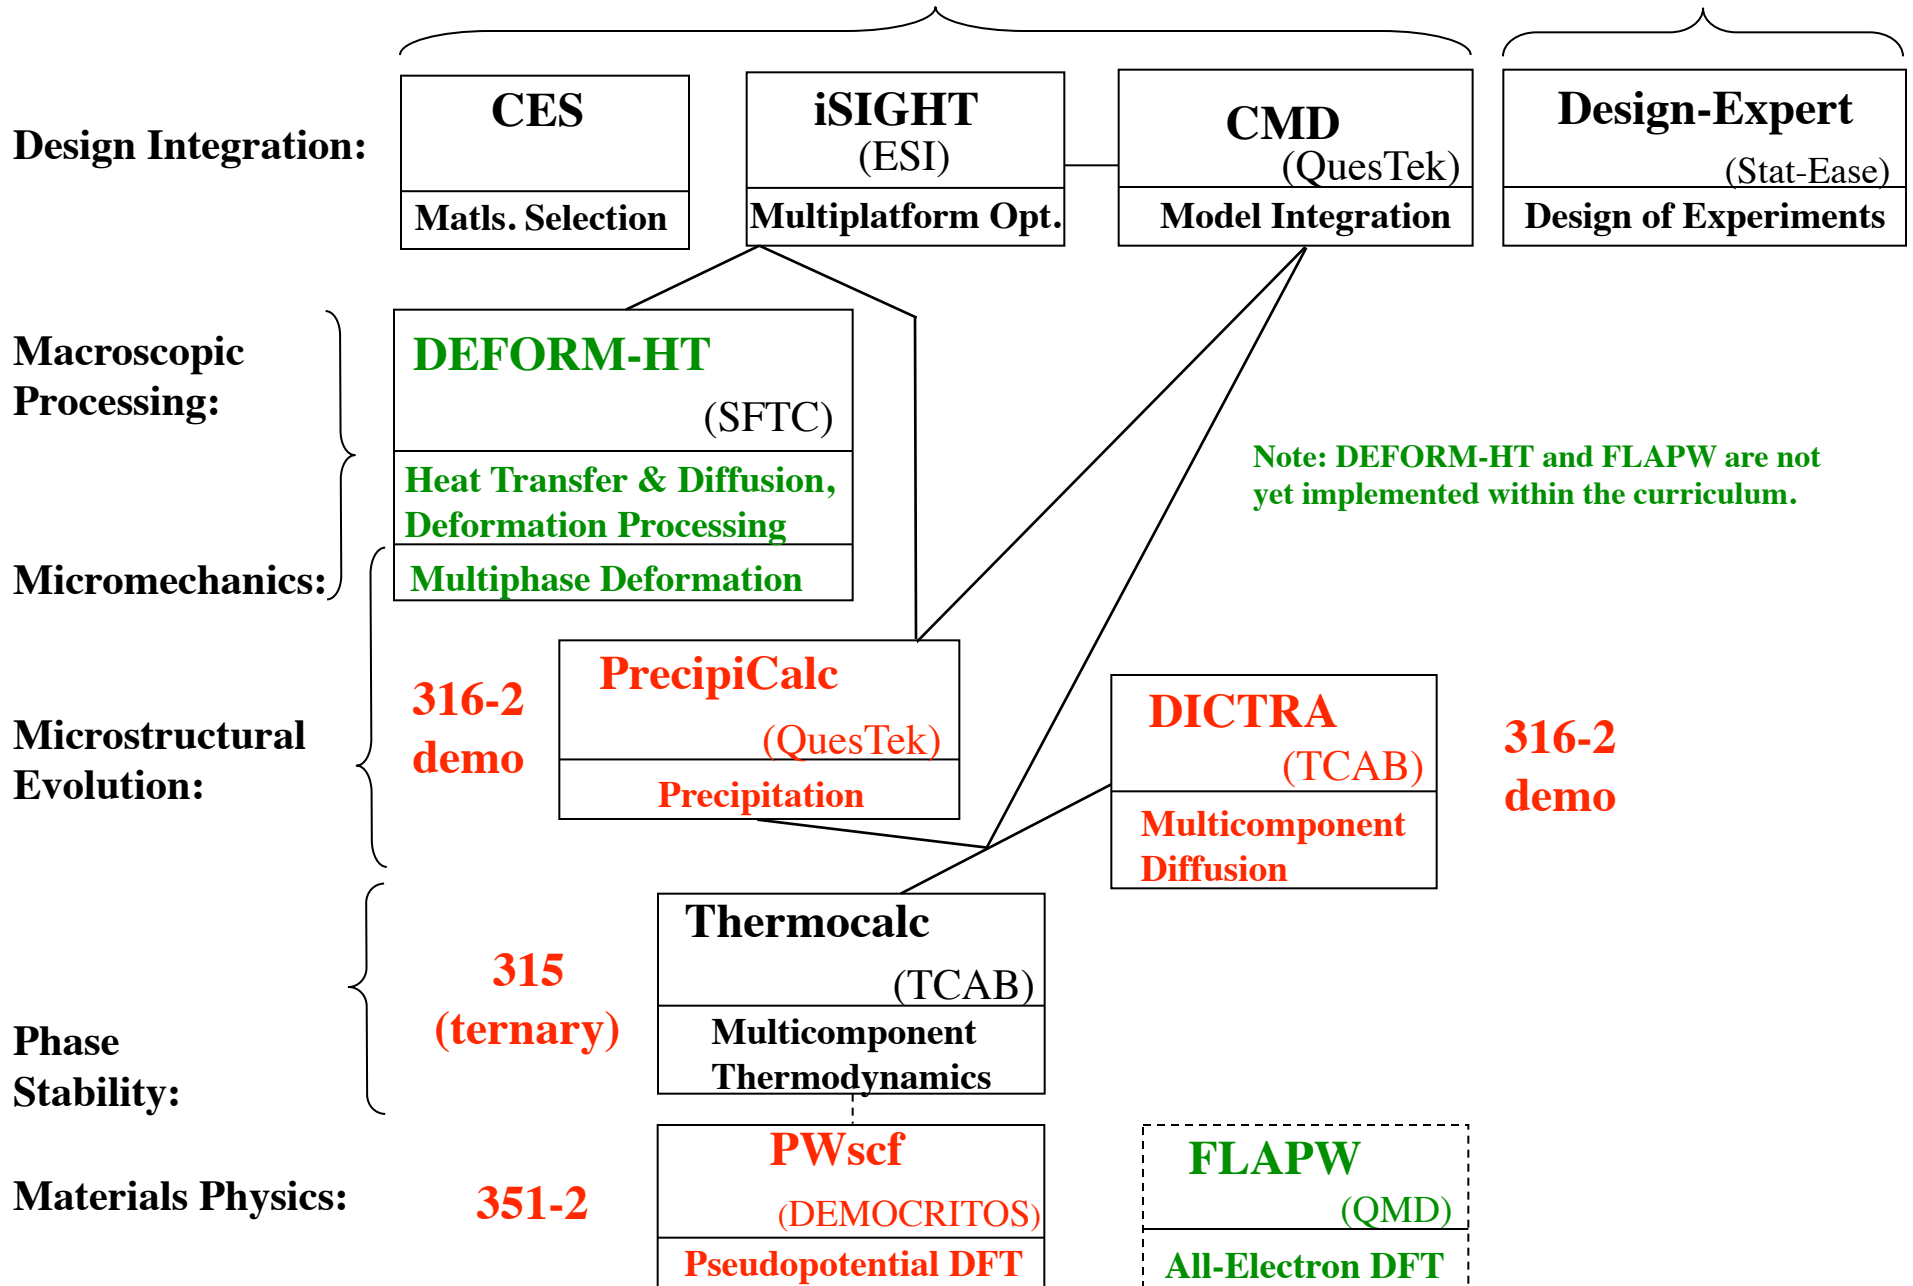 Design Integration:
CES
Matls. Selection
iSIGHT
(ESI)
Multiplatform Opt.
CMD
(QuesTek)
Model Integration
Design-Expert
(Stat-Ease)
Design of Experiments
Macroscopic
Processing:
DEFORM-HT
(SFTC)
Heat Transfer & Diffusion,
Deformation Processing
Note: DEFORM-HT and FLAPW are not
yet implemented within the curriculum.
Micromechanics:
Multiphase Deformation
Microstructural
Evolution:
316-2
demo
PrecipiCalc
(QuesTek)
Precipitation
DICTRA
(TCAB)
Multicomponent
Diffusion
316-2
demo
Phase
Stability:
315
(ternary)
Thermocalc
(TCAB)
Multicomponent
Thermodynamics
Materials Physics:
351-2
PWscf
(DEMOCRITOS)
Pseudopotential DFT
FLAPW
(QMD)
All-Electron DFT